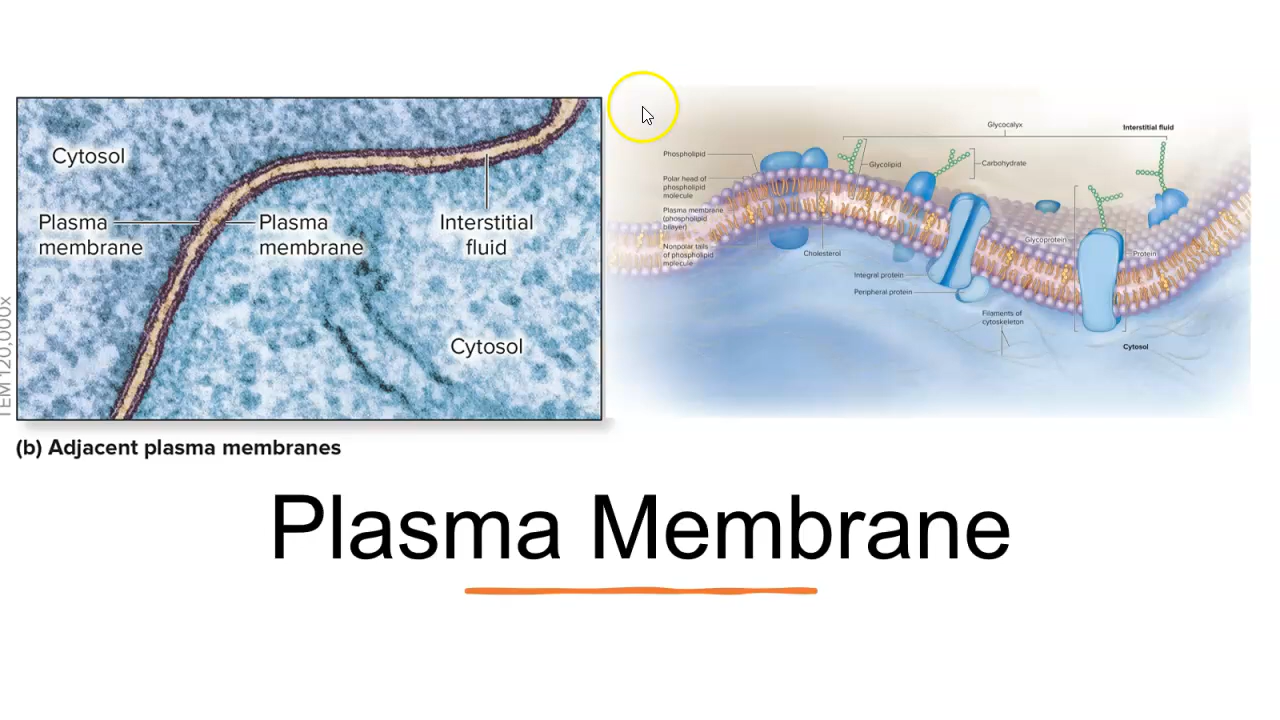 Cytosol
Plasma
membrane
Plasma
membrane
Interstitial
fluid
Cytosol
TEM 120,000x
(b) Adjacent plasma membranes
Glycocalyx
Interstitial fluid
Phospholipid
Glycolipid
Carbohydrate
Polar head of
phospholipid
molecule
Plasma membrane
(phospholipid
bilayer)
Nonpolar tails
of phospholipid
molecule
Cholesterol
Glycoprotein
Protein
Integral protein
Peripheral protein
Filaments of
cytoskeleton
Cytosol
Plasma Membrane